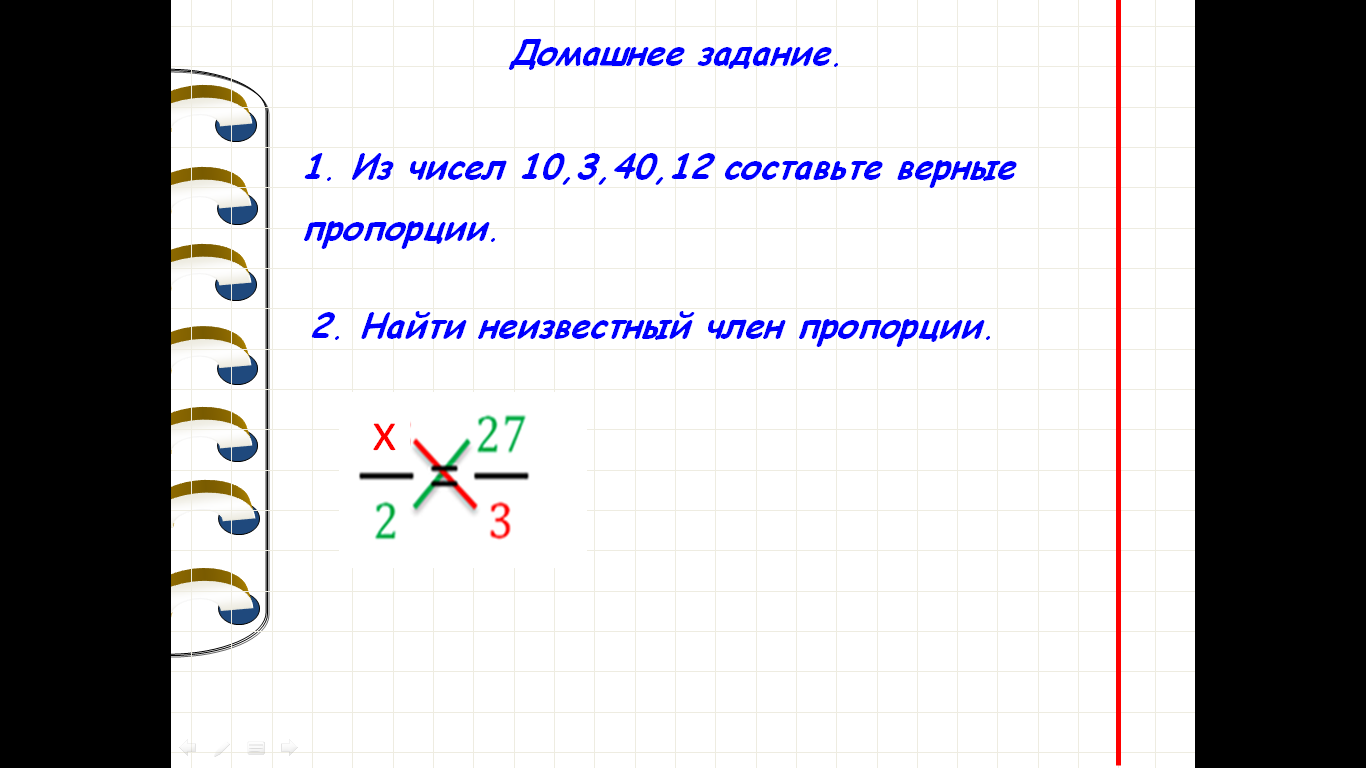 Домашнее задание.
1. Из чисел 10,3,40,12 составьте верные
пропорции.
2. Найти неизвестный член пропорции.
x = 27
2 3